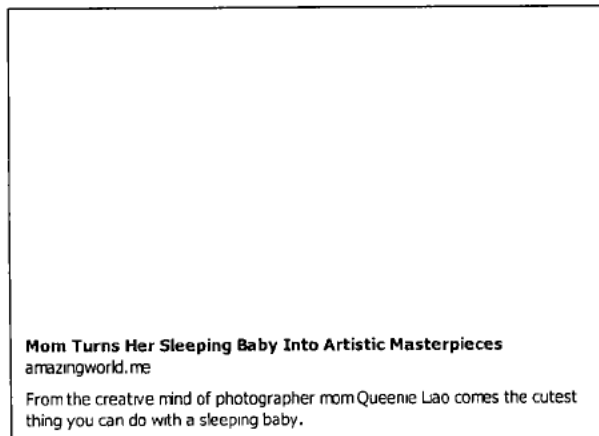 Mom Turns Her Sleeping Baby Into Artistic Masterpieces
amazingworld.me
From the creative mind of photographer mom Queenie Liao comes the cutest
thing you can do with a sleeping baby.